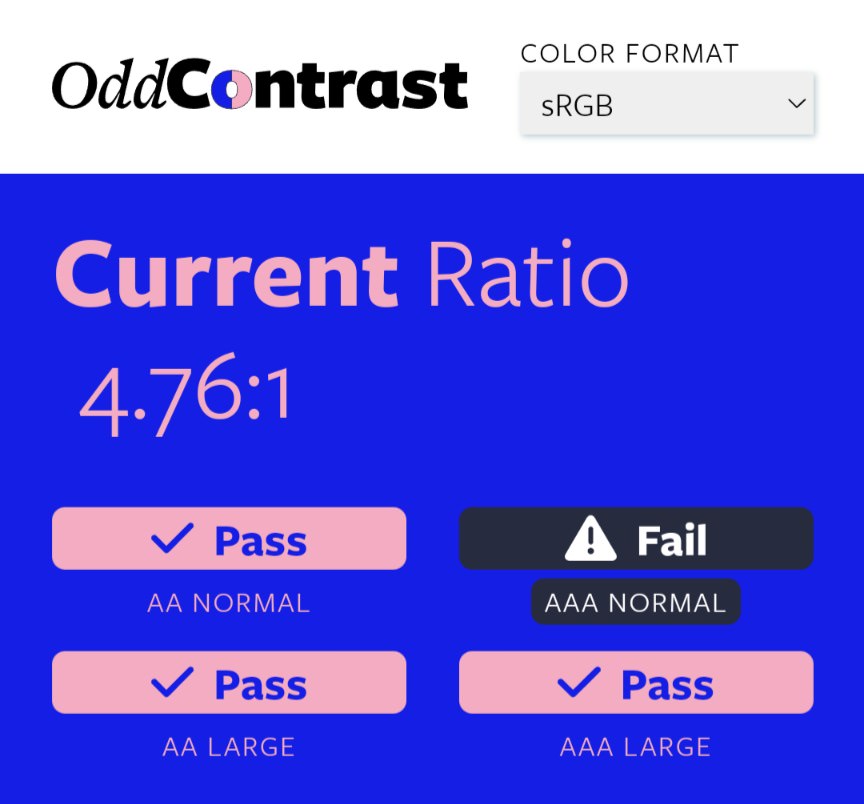 OddContrast
COLOR FORMAT
sRGB
Current Ratio
4.76:1
Pass
Fail
AA NORMAL
AAA NORMAL
Pass
Pass
AA LARGE
AAA LARGE